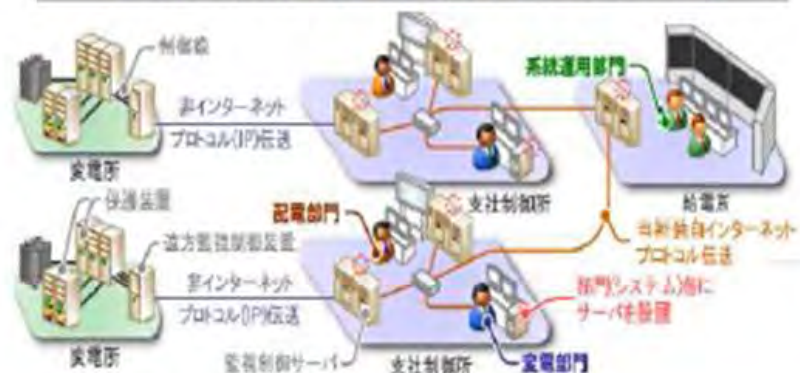 制御線
系統運用部門
非インターネット
プロトコル(IP)伝送
変電所
支社制御所
給電所
保護装置
配電部門
遠方監視制御装置
当社独自インターネット
プロトコル伝送
非インターネット
プロトコル(IP)伝送
部門(システム)毎に
サーバを設置
変電所
監視制御サーバ
支社制御所
変電部門